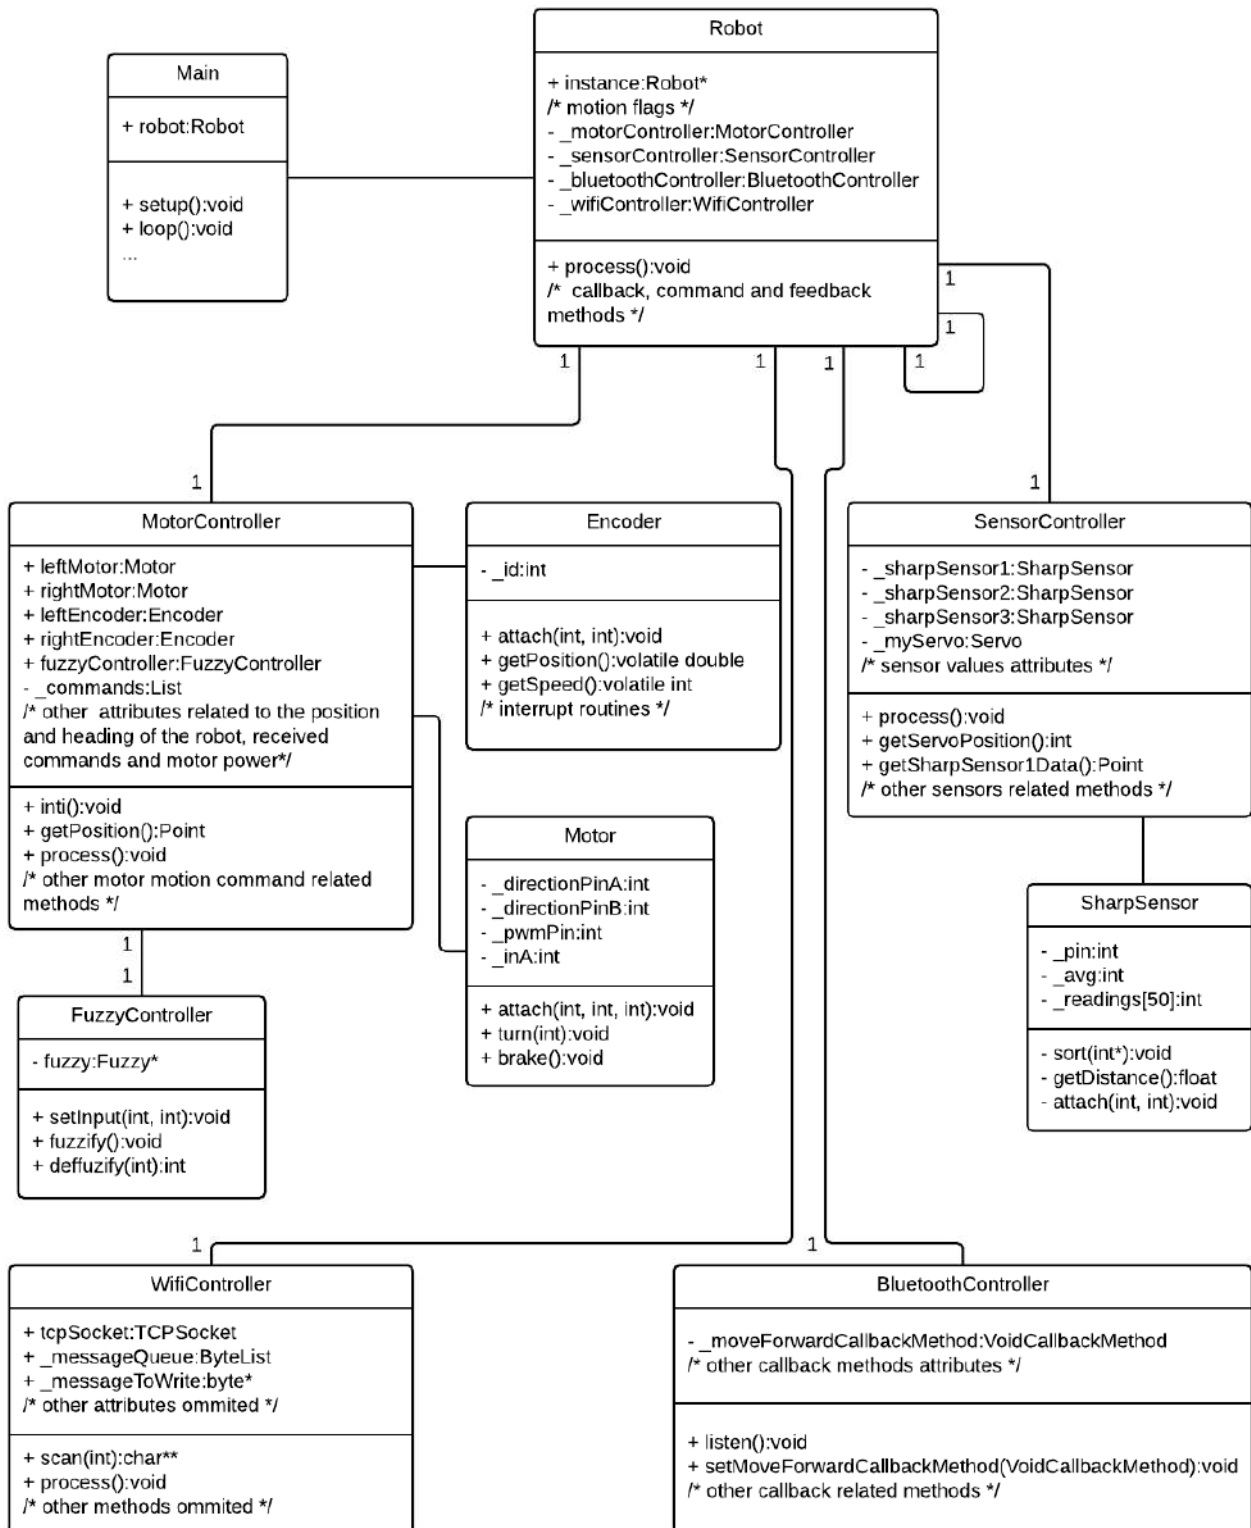 Robot
+ instance:Robot*
/* motion flags */
- _motorController:MotorController
- _sensorController:SensorController
- _bluetoothController:BluetoothController
- _wifiController:WifiController
+ process():void
/*  callback, command and feedback
methods */
Main
+ robot:Robot
+ setup():void
+ loop():void
...
1
1
1
1
1
1
1
1
MotorController
+ leftMotor:Motor
+ rightMotor:Motor
+ leftEncoder:Encoder
+ rightEncoder:Encoder
+ fuzzyController:FuzzyController
- _commands:List
/* other  attributes related to the position
and heading of the robot, received
commands and motor power*/
+ inti():void
+ getPosition():Point
+ process():void
/* other motor motion command related
methods */
Encoder
- _id:int
+ attach(int, int):void
+ getPosition():volatile double
+ getSpeed():volatile int
/* interrupt routines */
SensorController
- _sharpSensor1:SharpSensor
- _sharpSensor2:SharpSensor
- _sharpSensor3:SharpSensor
- _myServo:Servo
/* sensor values attributes */
+ process():void
+ getServoPosition():int
+ getSharpSensor1Data():Point
/* other sensors related methods */
Motor
- _directionPinA:int
- _directionPinB:int
- _pwmPin:int
- _inA:int
+ attach(int, int, int):void
+ turn(int):void
+ brake():void
SharpSensor
- _pin:int
- _avg:int
- _readings[50]:int
- sort(int*):void
- getDistance():float
- attach(int, int):void
1
1
FuzzyController
- fuzzy:Fuzzy*
+ setInput(int, int):void
+ fuzzify():void
+ deffuzify(int):int
1
1
WifiController
+ tcpSocket:TCPSocket
+ _messageQueue:ByteList
+ _messageToWrite:byte*
/* other attributes ommited */
+ scan(int):char**
+ process():void
/* other methods ommited */
BluetoothController
- _moveForwardCallbackMethod:VoidCallbackMethod
/* other callback methods attributes */
+ listen():void
+ setMoveForwardCallbackMethod(VoidCallbackMethod):void
/* other callback related methods */